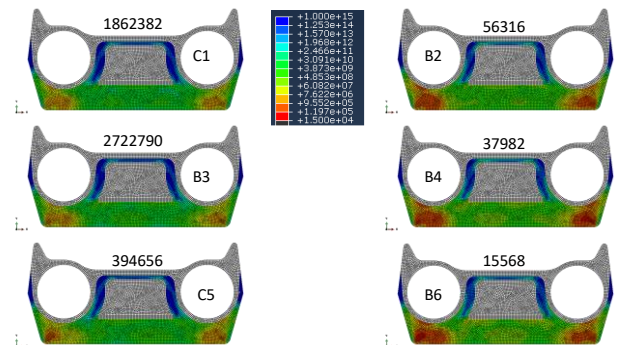 1862382
C1
+1.000e+15
+1.253e+14
+1.570e+13
+1.968e+12
+2.466e+11
+3.091e+10
+3.873e+09
+4.853e+08
+6.082e+07
+7.622e+06
+9.552e+05
+1.197e+05
+1.500e+04
56316
B2
2722790
B3
37982
B4
394656
C5
15568
B6